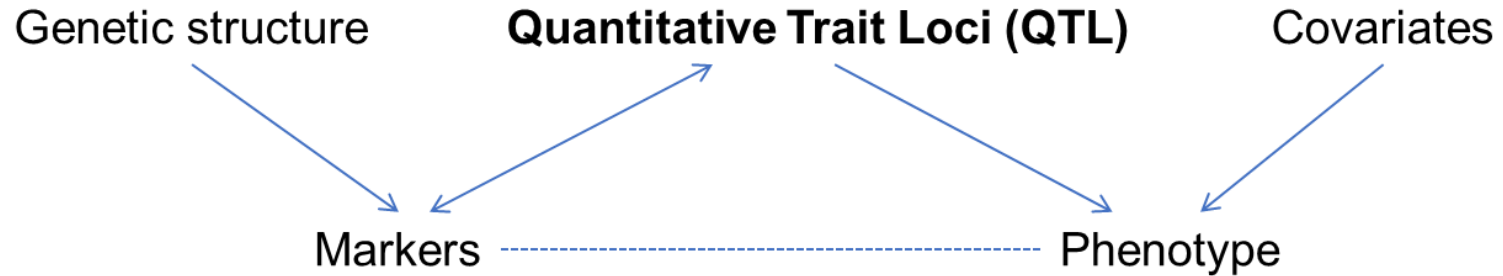 Genetic structure
Quantitative Trait Loci (QTL)
Covariates
Markers
Phenotype